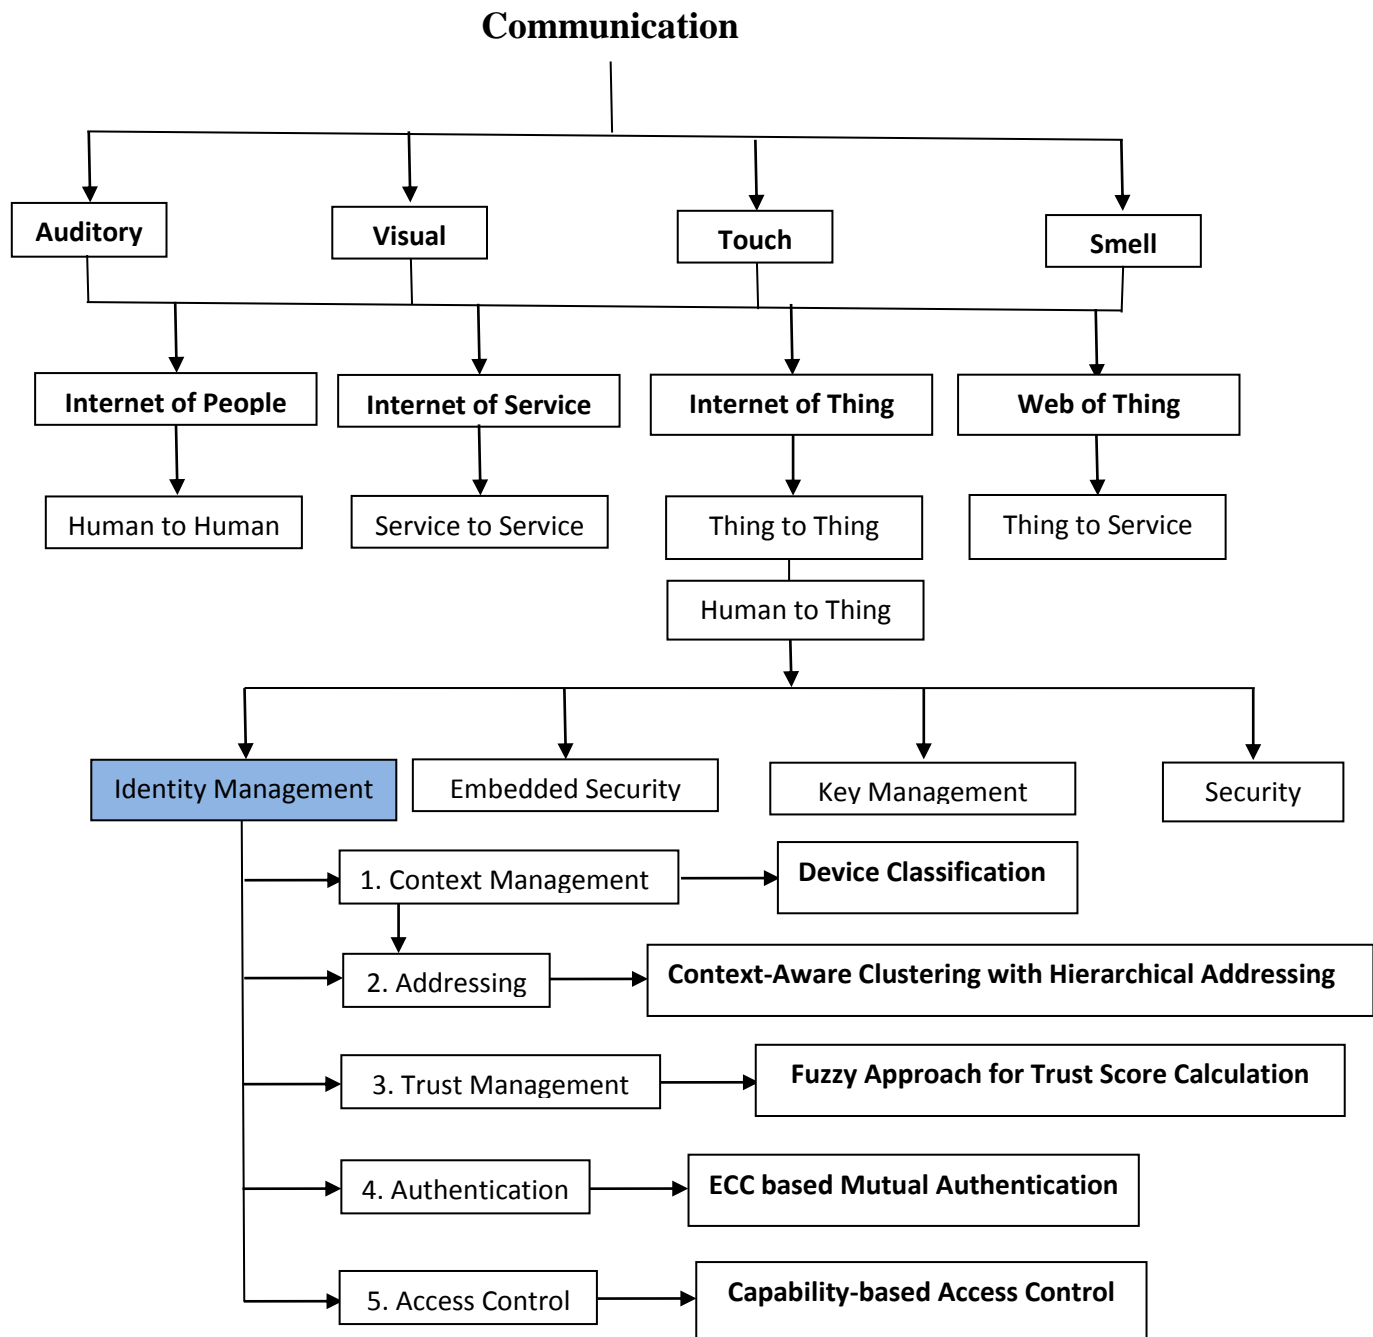 Communication
Auditory
Visual
Touch
Smell
Internet of People
Internet of Service
Internet of Thing
Web of Thing
Human to Human
Service to Service
Thing to Thing
Thing to Service
Human to Thing
Identity Management
Embedded Security
Key Management
Security
1. Context Management
Device Classification
2. Addressing
Context-Aware Clustering with Hierarchical Addressing
3. Trust Management
Fuzzy Approach for Trust Score Calculation
4. Authentication
ECC based Mutual Authentication
5. Access Control
Capability-based Access Control